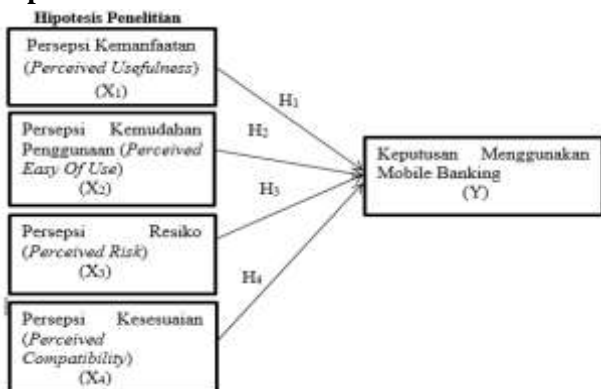 Hipotesis Penelitian
Persepsi Kemanfaatan
(Perceived Usefulness)
(X1)
Persepsi Kemudahan
Penggunaan (Perceived
Easy Of Use)
(X2)
Persepsi Resiko
(Perceived Risk)
(X3)
Persepsi Kesesuaian
(Perceived
Compatibility)
(X4)
H1
H2
H3
H4
Keputusan Menggunakan
Mobile Banking
(Y)